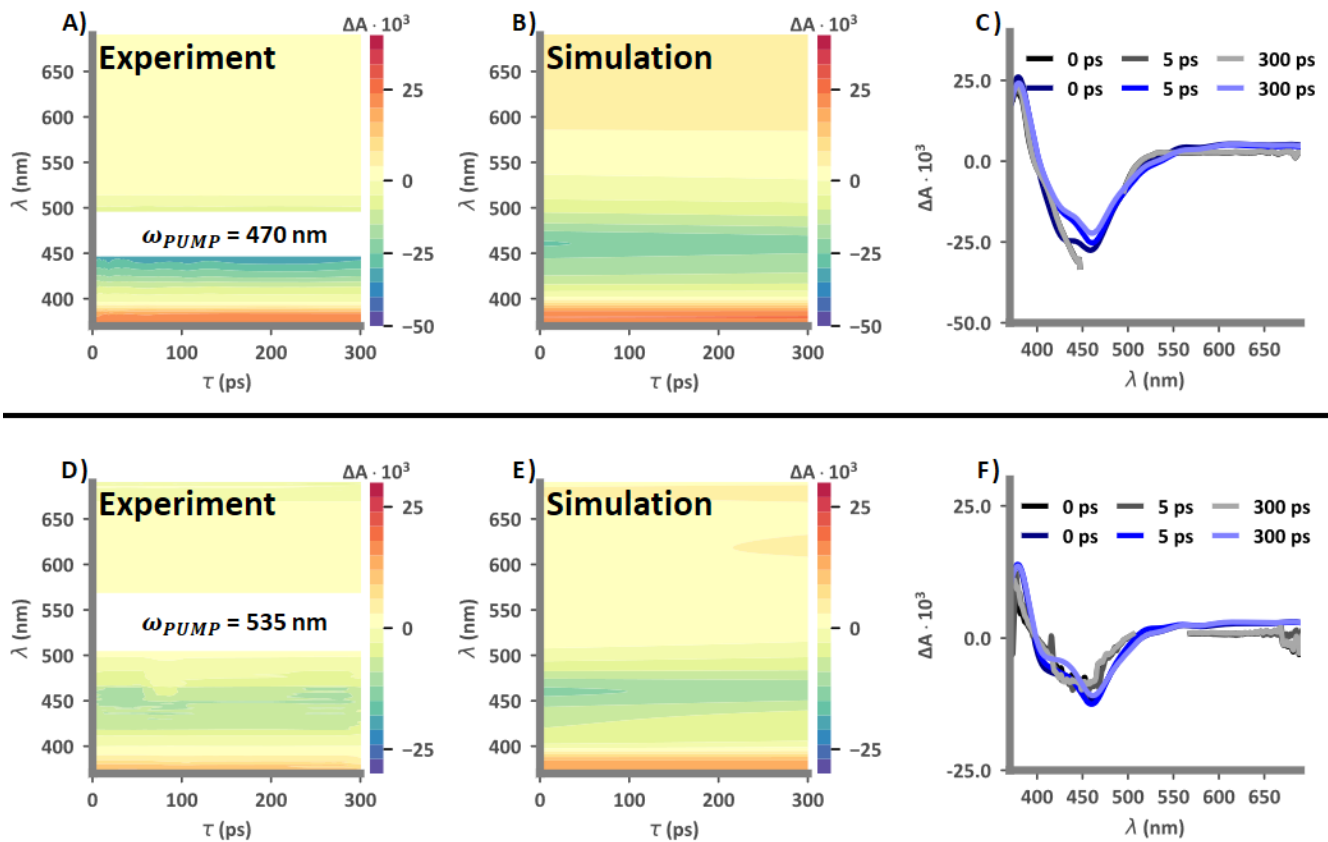 A) ΔA · 10³
Experiment
λ (nm)
650
600
550
500
450
400
ω_PUMP = 470 nm
0 100 200 300
τ (ps)
25
0
−25
−50
B) ΔA · 10³
Simulation
λ (nm)
650
600
550
500
450
400
0 100 200 300
τ (ps)
25
0
−25
−50
C)
0 ps 5 ps 300 ps
0 ps 5 ps 300 ps
ΔA · 10³
25.0
0.0
-25.0
-50.0
400 450 500 550 600 650
λ (nm)
D) ΔA · 10³
Experiment
λ (nm)
650
600
550
500
450
400
ω_PUMP = 535 nm
0 100 200 300
τ (ps)
25
0
−25
E) ΔA · 10³
Simulation
λ (nm)
650
600
550
500
450
400
0 100 200 300
τ (ps)
25
0
−25
F)
0 ps 5 ps 300 ps
0 ps 5 ps 300 ps
ΔA · 10³
25.0
0.0
-25.0
400 450 500 550 600 650
λ (nm)